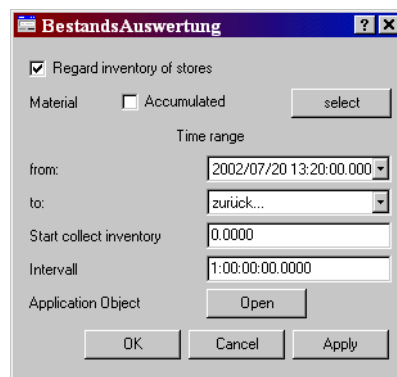 BestandsAuswertung
Regard inventory of stores
Material Accumulated select
Time range
from: 2002/07/20 13:20:00.000
to: zurück...
Start collect inventory 0.0000
Intervall 1:00:00:00.0000
Application Object Open
OK Cancel Apply